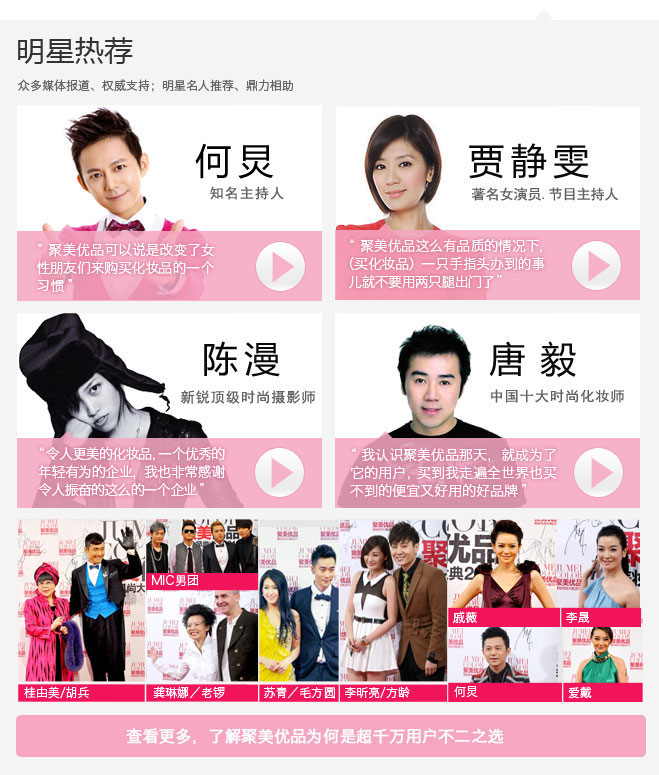 明星热荐
众多媒体报道、权威支持；明星名人推荐、鼎力相助
何炅
知名主持人
“ 聚美优品可以说是改变了女
性朋友们来购买化妆品的一个
习惯 ”
贾静雯
著名女演员. 节目主持人
“ 聚美优品这么有品质的情况下,
(买化妆品) 一只手指头办到的事
儿就不要用两只腿出门了”
陈漫
新锐顶级时尚摄影师
“令人更美的化妆品, 一个优秀的
年轻有为的企业, 我也非常感谢
令人振奋的这么的一个企业 ”
唐 毅
中国十大时尚化妆师
“ 我认识聚美优品那天, 就成为了
它的用户, 买到我走遍全世界也买
不到的便宜又好用的好品牌 ”
MIC男团
戚薇
李晟
桂由美/胡兵
龚琳娜／老锣
苏青／毛方圆
李昕亮/方龄
何炅
爱戴
查看更多, 了解聚美优品为何是超千万用户不二之选